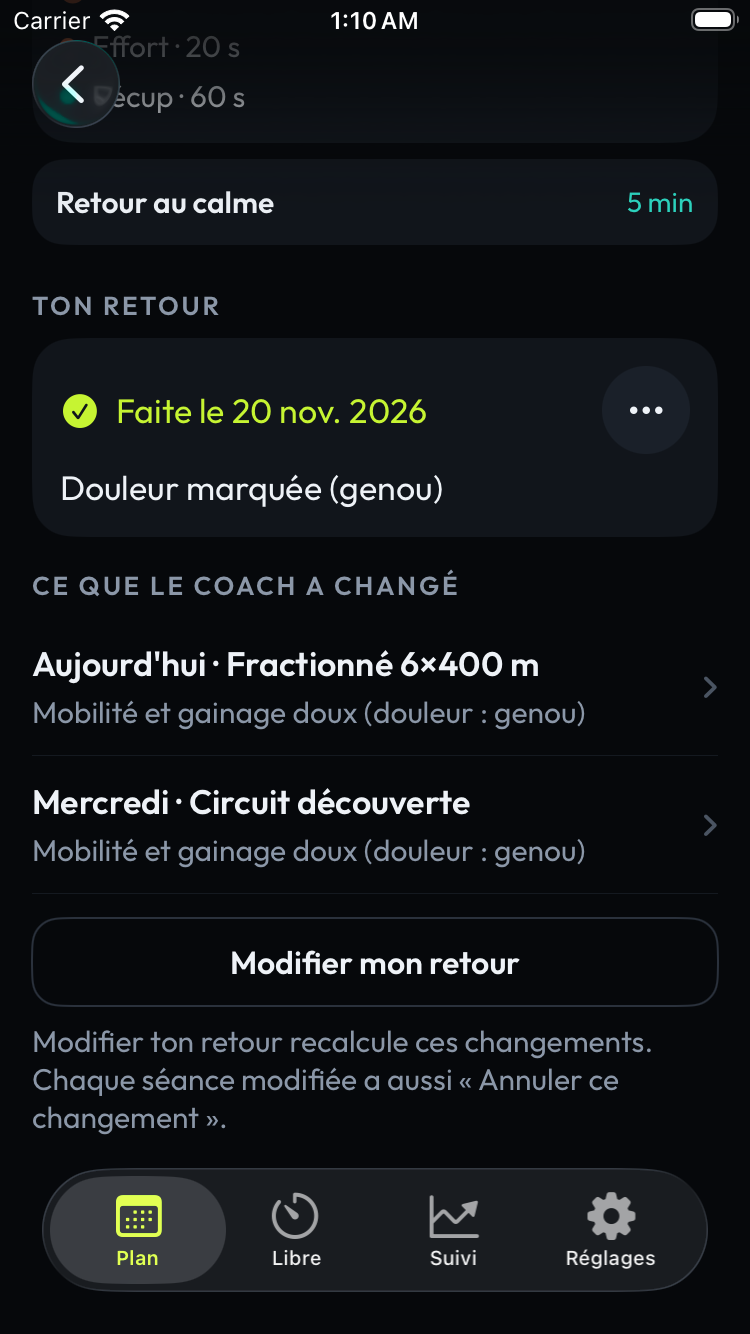 Carrier
1:10 AM
Effort · 20 s
Récup · 60 s
Retour au calme
5 min
TON RETOUR
Faite le 20 nov. 2026
Douleur marquée (genou)
CE QUE LE COACH A CHANGÉ
Aujourd'hui · Fractionné 6×400 m
Mobilité et gainage doux (douleur : genou)
Mercredi · Circuit découverte
Mobilité et gainage doux (douleur : genou)
Modifier mon retour
Modifier ton retour recalcule ces changements.
Chaque séance modifiée a aussi « Annuler ce
changement ».
Plan
Libre
Suivi
Réglages